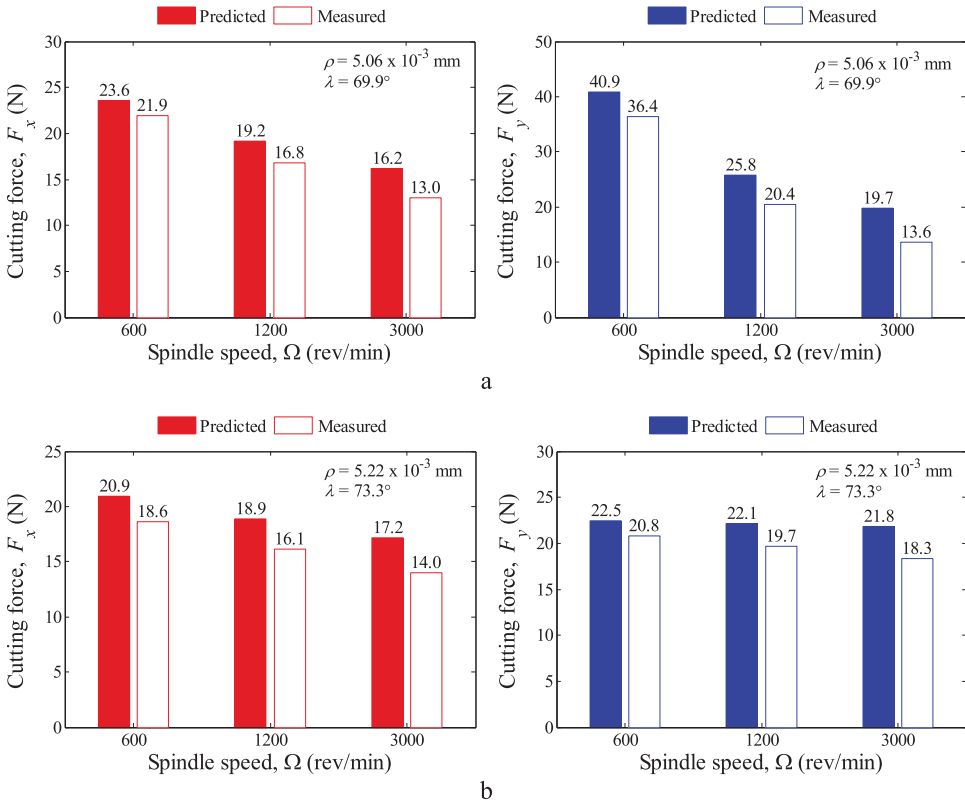 Predicted Measured
ρ = 5.06 x 10⁻³ mm
λ = 69.9°
Cutting force, Fₓ (N)
30
25
20
15
10
5
0
23.6 21.9 19.2 16.8 16.2 13.0
600 1200 3000
Spindle speed, Ω (rev/min)
Predicted Measured
ρ = 5.06 x 10⁻³ mm
λ = 69.9°
Cutting force, F_y (N)
50
40
30
20
10
0
40.9 36.4 25.8 20.4 19.7 13.6
600 1200 3000
Spindle speed, Ω (rev/min)
a
Predicted Measured
ρ = 5.22 x 10⁻³ mm
λ = 73.3°
Cutting force, Fₓ (N)
25
20
15
10
5
0
20.9 18.6 18.9 16.1 17.2 14.0
600 1200 3000
Spindle speed, Ω (rev/min)
Predicted Measured
ρ = 5.22 x 10⁻³ mm
λ = 73.3°
Cutting force, F_y (N)
30
25
20
15
10
5
0
22.5 20.8 22.1 19.7 21.8 18.3
600 1200 3000
Spindle speed, Ω (rev/min)
b